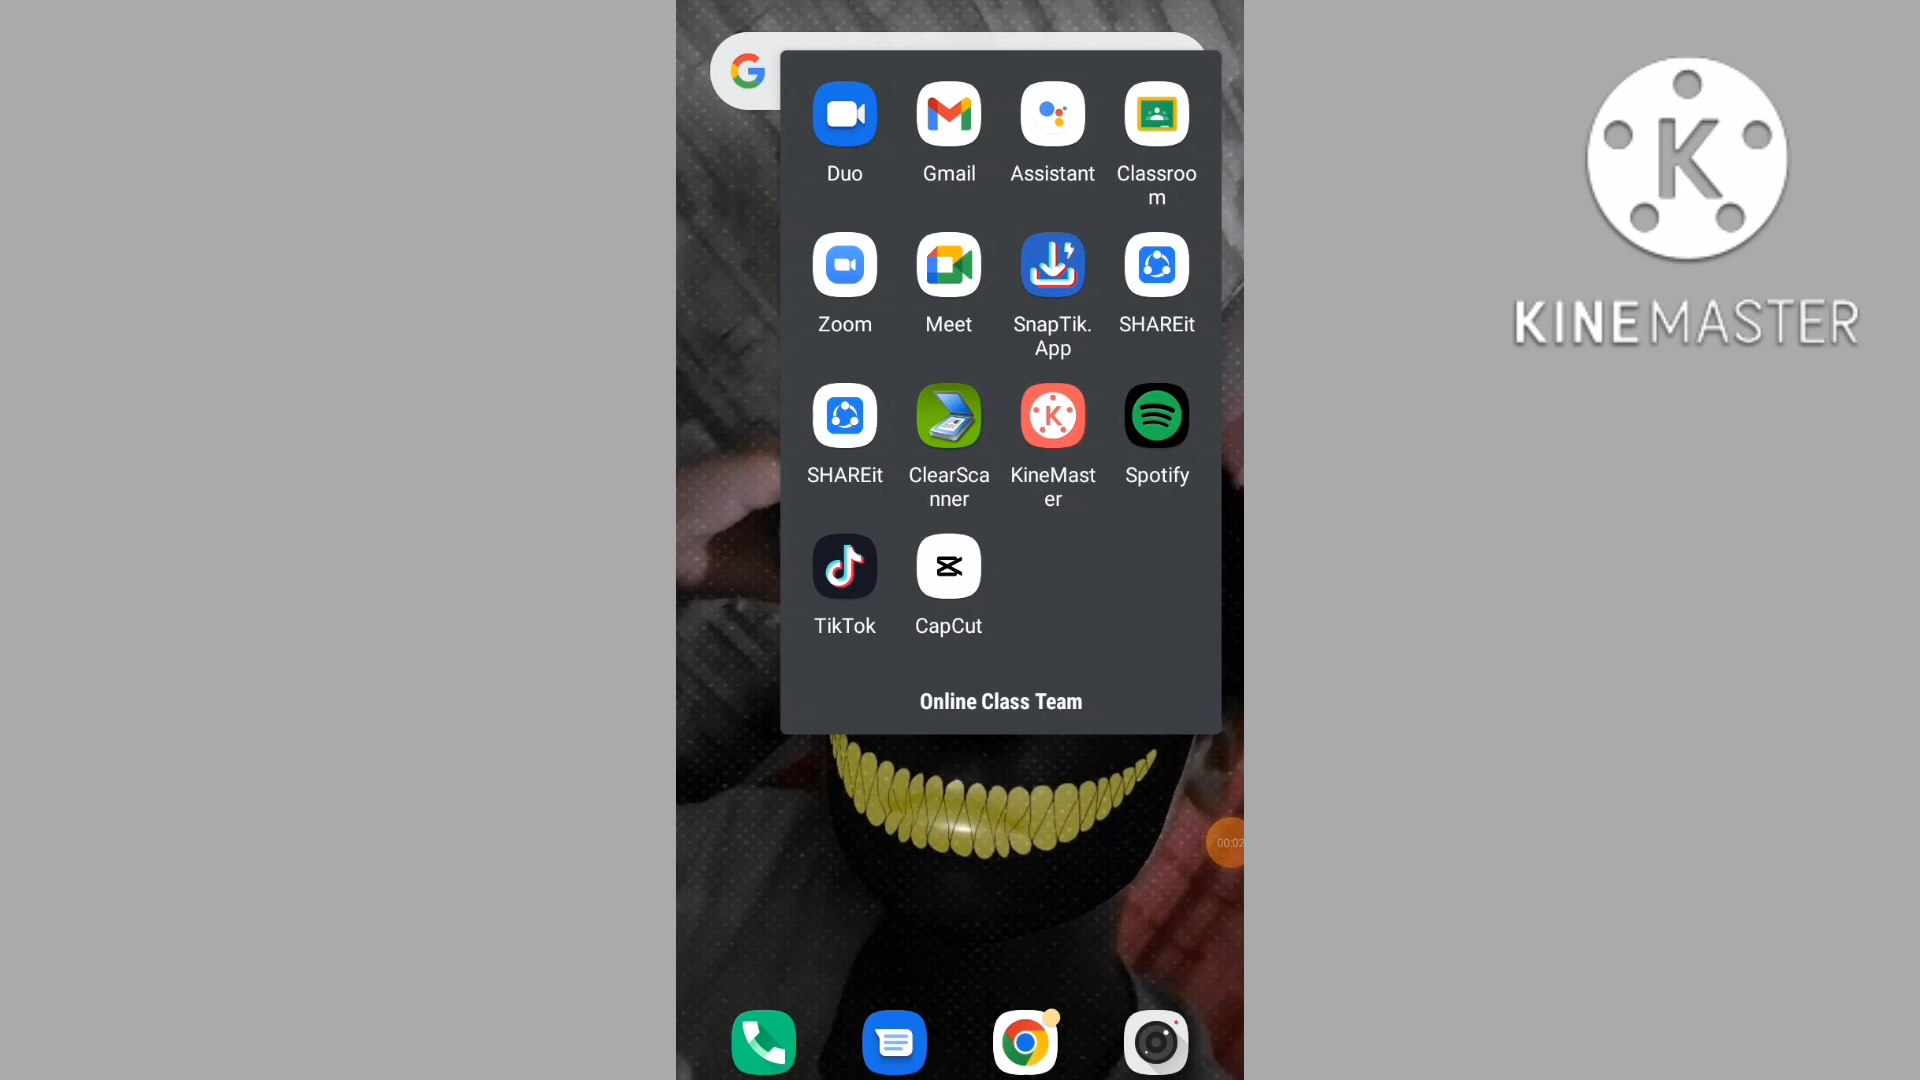 Duo
Gmail
Assistant
Classroo
m
Zoom
Meet
SnapTik.
App
SHAREit
SHAREit
ClearSca
nner
K
KineMast
er
Spotify
TikTok
CapCut
Online Class Team
00:02
K
KINEMASTER